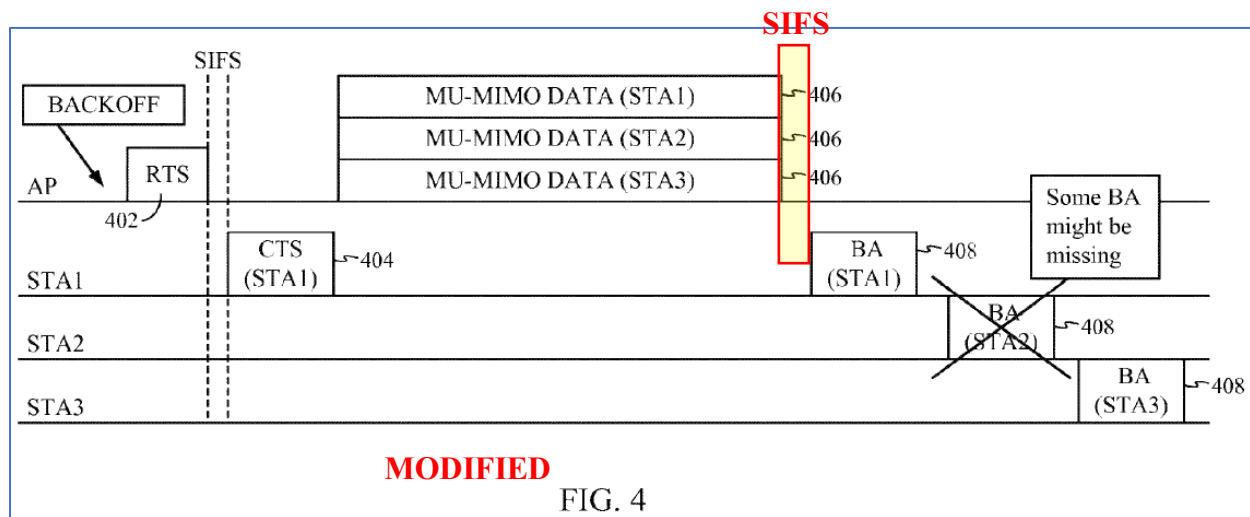 SIFS
SIFS
BACKOFF
MU-MIMO DATA (STA1)
406
MU-MIMO DATA (STA2)
406
RTS
MU-MIMO DATA (STA3)
406
AP
402
Some BA
might be
missing
CTS
(STA1)
404
BA
(STA1)
408
STA1
BA
(STA2)
408
STA2
BA
(STA3)
408
STA3
MODIFIED
FIG. 4